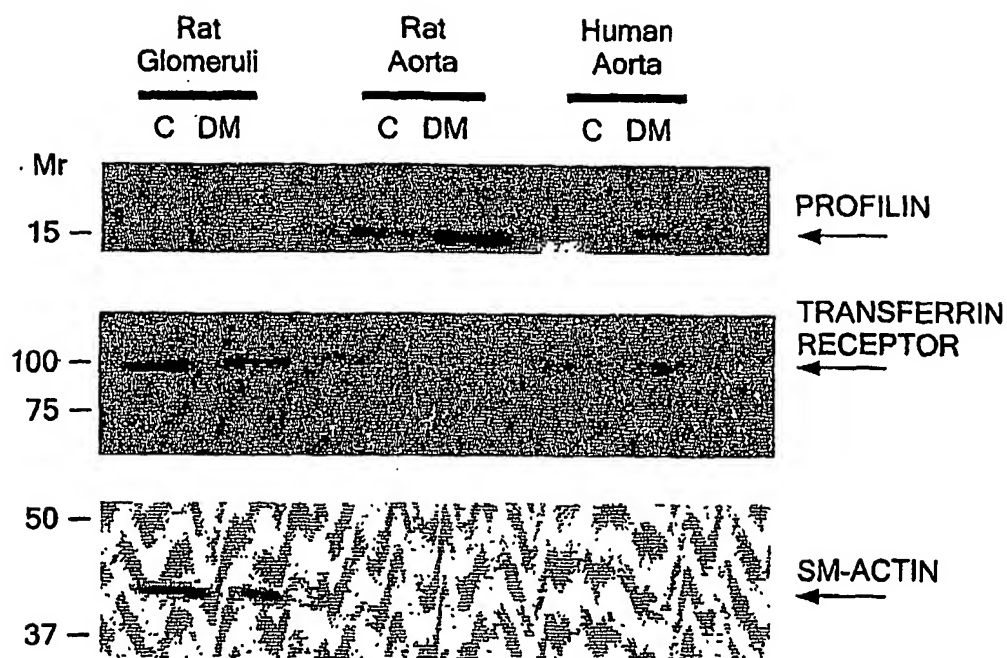 Rat Glomeruli
Rat Aorta
Human Aorta
C DM
C DM
C DM
Mr
15
PROFILIN
100
75
TRANSFERRIN RECEPTOR
50
37
SM-ACTIN